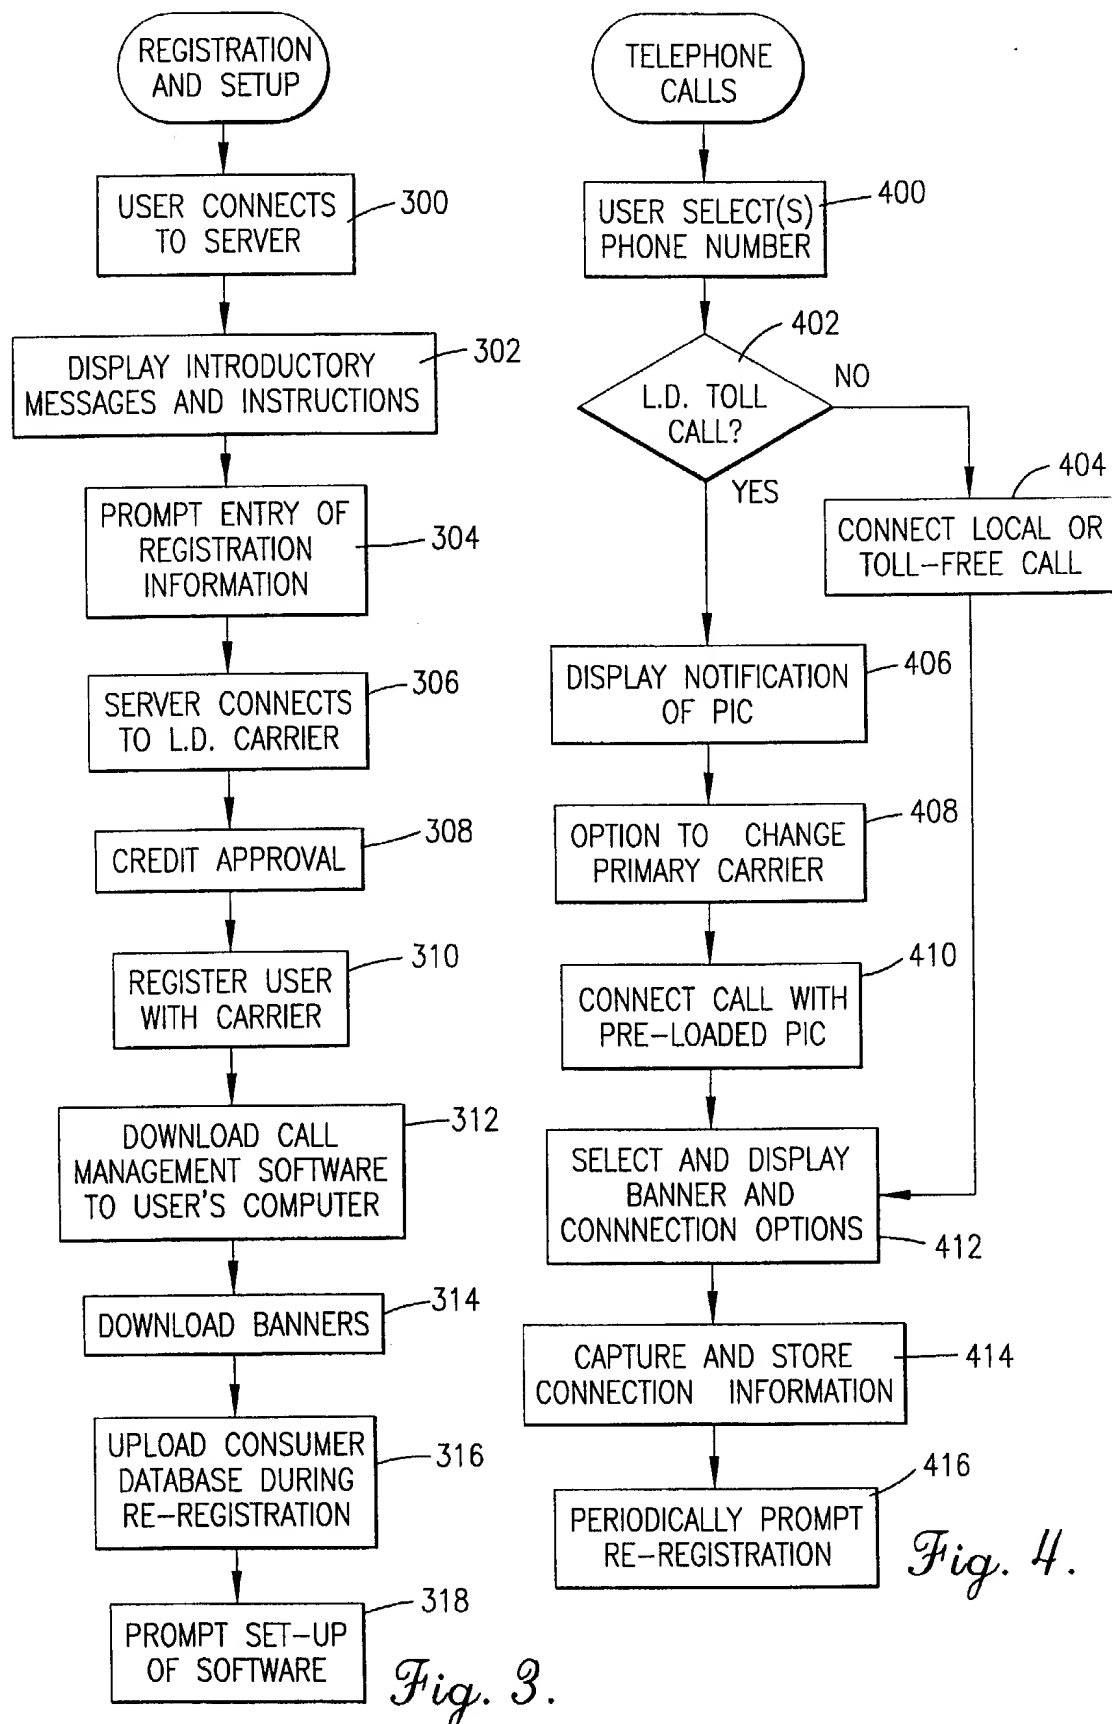 REGISTRATION
AND SETUP
USER CONNECTS
TO SERVER
300
DISPLAY INTRODUCTORY
MESSAGES AND INSTRUCTIONS
302
PROMPT ENTRY OF
REGISTRATION
INFORMATION
304
SERVER CONNECTS
TO L.D. CARRIER
306
CREDIT APPROVAL
308
REGISTER USER
WITH CARRIER
310
DOWNLOAD CALL
MANAGEMENT SOFTWARE
TO USER'S COMPUTER
312
DOWNLOAD BANNERS
314
UPLOAD CONSUMER
DATABASE DURING
RE-REGISTRATION
316
PROMPT SET-UP
OF SOFTWARE
318
Fig. 3.
TELEPHONE
CALLS
USER SELECT(S)
PHONE NUMBER
400
L.D. TOLL
CALL?
402
NO
YES
CONNECT LOCAL OR
TOLL-FREE CALL
404
DISPLAY NOTIFICATION
OF PIC
406
OPTION TO CHANGE
PRIMARY CARRIER
408
CONNECT CALL WITH
PRE-LOADED PIC
410
SELECT AND DISPLAY
BANNER AND
CONNNECTION OPTIONS
412
CAPTURE AND STORE
CONNECTION INFORMATION
414
PERIODICALLY PROMPT
RE-REGISTRATION
416
Fig. 4.